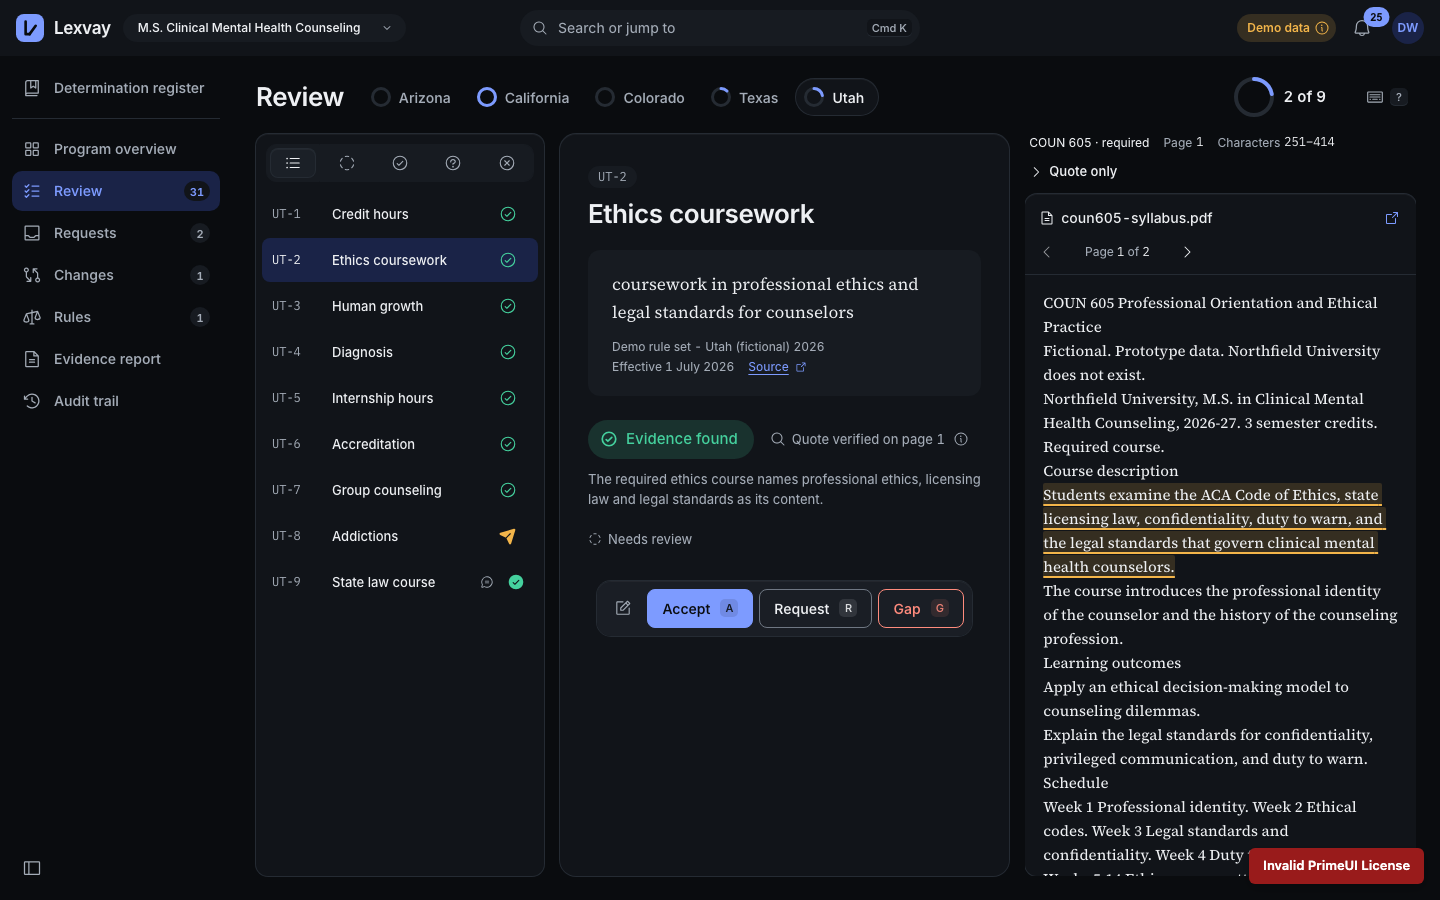 Lexvay
M.S. Clinical Mental Health Counseling
Search or jump to
Cmd K
Demo data
25
DW
Determination register
Program overview
Review 31
Requests 2
Changes 1
Rules 1
Evidence report
Audit trail
Review
Arizona
California
Colorado
Texas
Utah
2 of 9
?
UT-1 Credit hours
UT-2 Ethics coursework
UT-3 Human growth
UT-4 Diagnosis
UT-5 Internship hours
UT-6 Accreditation
UT-7 Group counseling
UT-8 Addictions
UT-9 State law course
UT-2
Ethics coursework
coursework in professional ethics and
legal standards for counselors
Demo rule set - Utah (fictional) 2026
Effective 1 July 2026 Source
Evidence found
Quote verified on page 1
The required ethics course names professional ethics, licensing
law and legal standards as its content.
Needs review
Accept A
Request R
Gap G
COUN 605 · required Page 1 Characters 251–414
Quote only
coun605-syllabus.pdf
Page 1 of 2
COUN 605 Professional Orientation and Ethical
Practice
Fictional. Prototype data. Northfield University
does not exist.
Northfield University, M.S. in Clinical Mental
Health Counseling, 2026-27. 3 semester credits.
Required course.
Course description
Students examine the ACA Code of Ethics, state
licensing law, confidentiality, duty to warn, and
the legal standards that govern clinical mental
health counselors.
The course introduces the professional identity
of the counselor and the history of the counseling
profession.
Learning outcomes
Apply an ethical decision-making model to
counseling dilemmas.
Explain the legal standards for confidentiality,
privileged communication, and duty to warn.
Schedule
Week 1 Professional identity. Week 2 Ethical
codes. Week 3 Legal standards and
confidentiality. Week 4 Duty
Invalid PrimeUI License